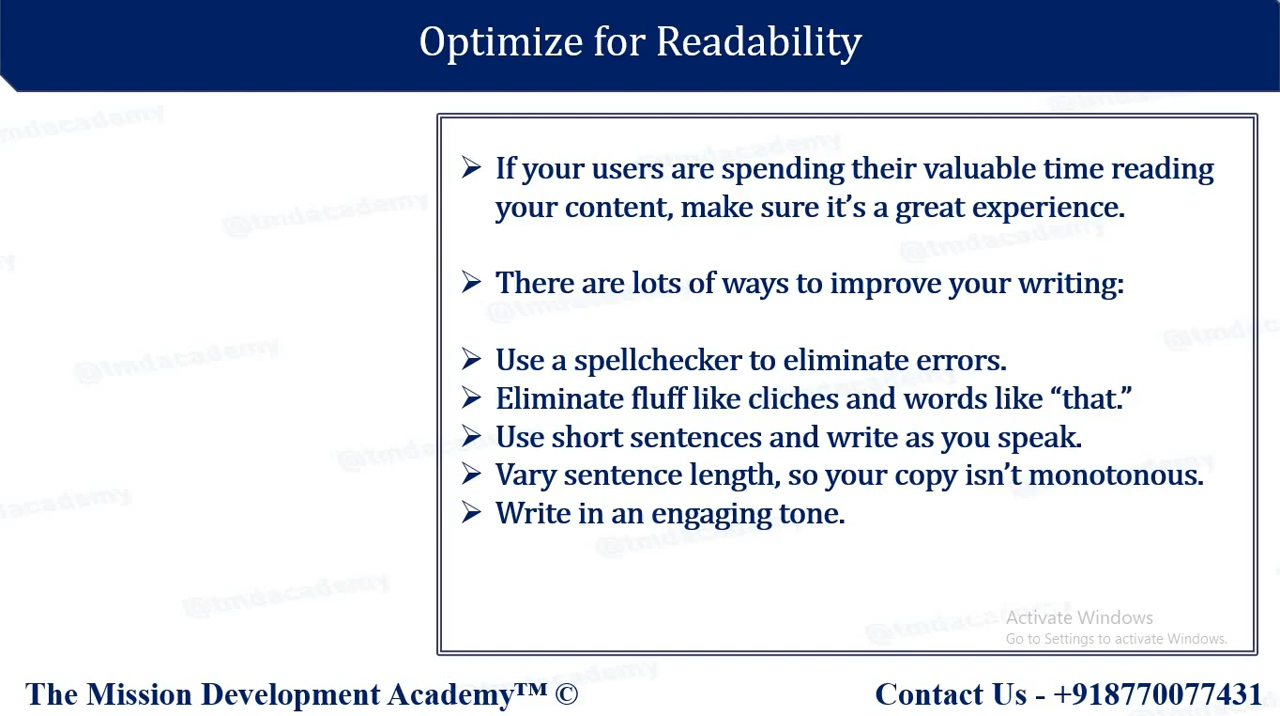 Optimize for Readability
➢ If your users are spending their valuable time reading
your content, make sure it’s a great experience.
➢ There are lots of ways to improve your writing:
➢ Use a spellchecker to eliminate errors.
➢ Eliminate fluff like cliches and words like “that.”
➢ Use short sentences and write as you speak.
➢ Vary sentence length, so your copy isn’t monotonous.
➢ Write in an engaging tone.
Activate Windows
Go to Settings to activate Windows.
The Mission Development Academy™ ©
Contact Us - +918770077431
@tmdacademy